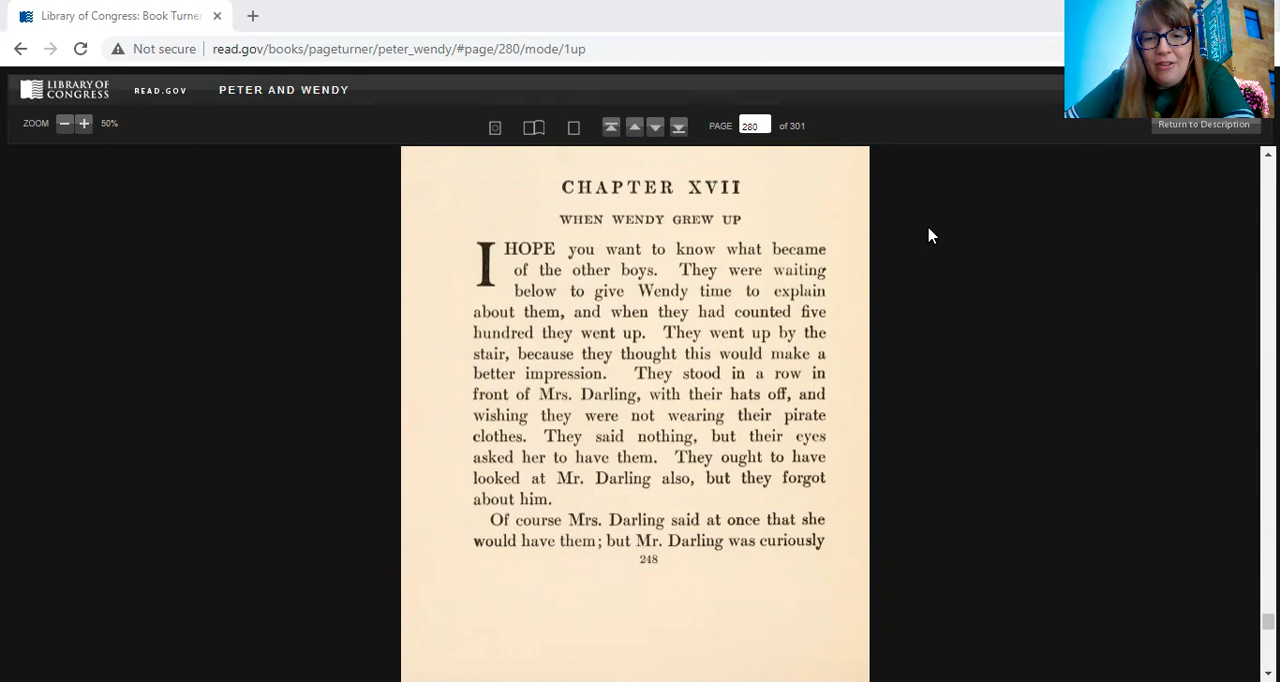 Library of Congress: Book Turner
Not secure
read.gov/books/pageturner/peter_wendy/#page/280/mode/1up
LIBRARY OF
CONGRESS
READ.GOV
PETER AND WENDY
ZOOM
50%
PAGE 280 of 301
Return to Description
CHAPTER XVII
WHEN WENDY GREW UP
I HOPE you want to know what became
of the other boys. They were waiting
below to give Wendy time to explain
about them, and when they had counted five
hundred they went up. They went up by the
stair, because they thought this would make a
better impression. They stood in a row in
front of Mrs. Darling, with their hats off, and
wishing they were not wearing their pirate
clothes. They said nothing, but their eyes
asked her to have them. They ought to have
looked at Mr. Darling also, but they forgot
about him.
Of course Mrs. Darling said at once that she
would have them; but Mr. Darling was curiously
248